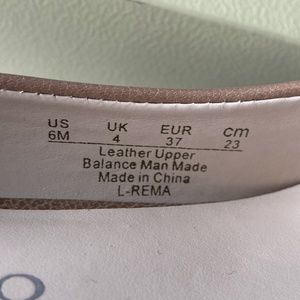 US UK EUR cm
6M 4 37 23
Leather Upper
Balance Man Made
Made in China
L-REMA
O